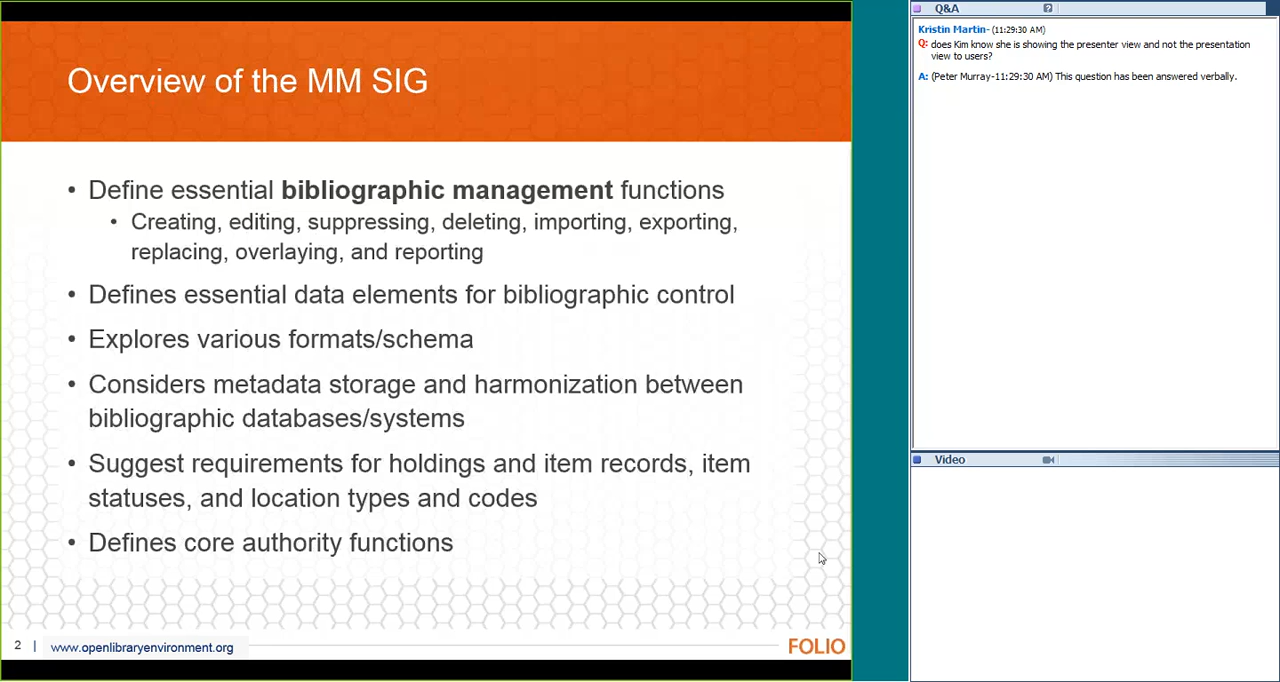 Overview of the MM SIG
• Define essential bibliographic management functions
• Creating, editing, suppressing, deleting, importing, exporting,
replacing, overlaying, and reporting
• Defines essential data elements for bibliographic control
• Explores various formats/schema
• Considers metadata storage and harmonization between
bibliographic databases/systems
• Suggest requirements for holdings and item records, item
statuses, and location types and codes
• Defines core authority functions
2 | www.openlibraryenvironment.org
FOLIO
Q&A
?
Kristin Martin- (11:29:30 AM)
Q: does Kim know she is showing the presenter view and not the presentation
view to users?
A: (Peter Murray-11:29:30 AM) This question has been answered verbally.
Video